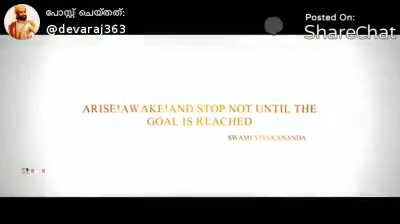 പോസ്റ്റ് ചെയ്തത്:
@devaraj363
Posted On:
ShareChat
ARISE!AWAKE!AND STOP NOT UNTIL THE
GOAL IS REACHED
SWAMI VIVEKANANDA